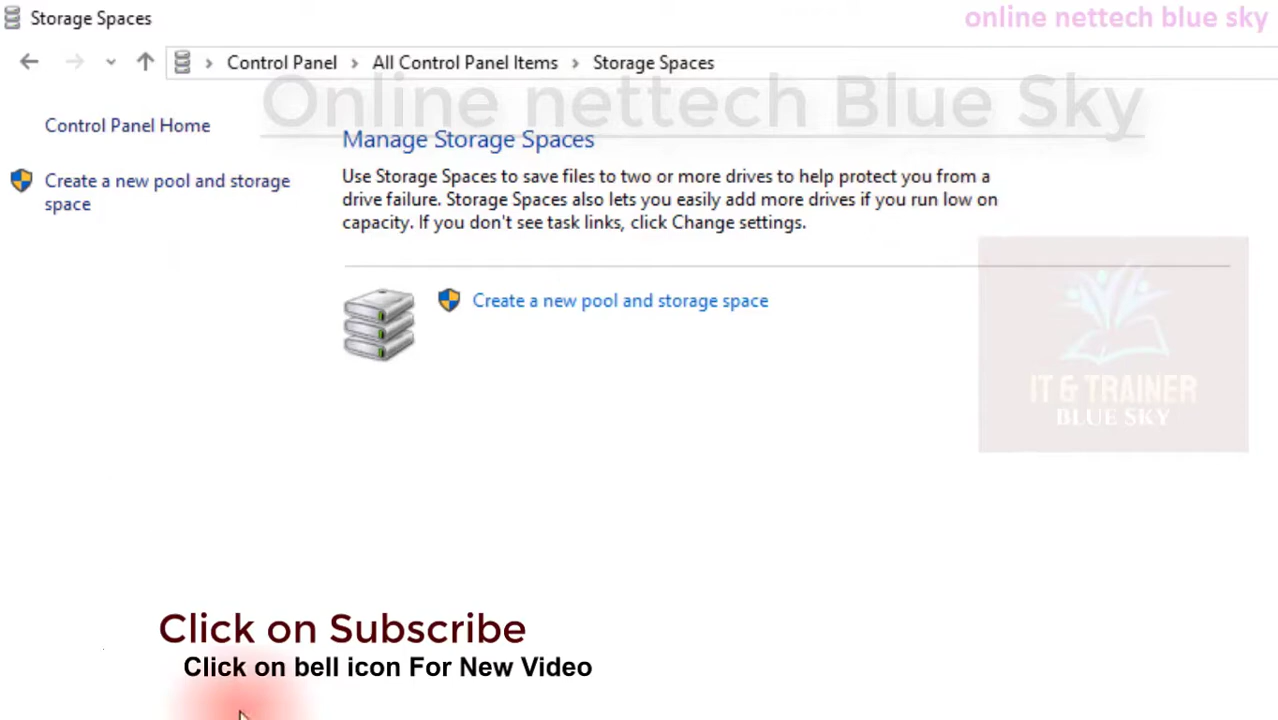 Storage Spaces
online nettech blue sky
Control Panel > All Control Panel Items > Storage Spaces
Online nettech Blue Sky
Control Panel Home
Create a new pool and storage
space
Manage Storage Spaces
Use Storage Spaces to save files to two or more drives to help protect you from a
drive failure. Storage Spaces also lets you easily add more drives if you run low on
capacity. If you don't see task links, click Change settings.
Create a new pool and storage space
IT & TRAINER
BLUE SKY
Click on Subscribe
Click on bell icon For New Video